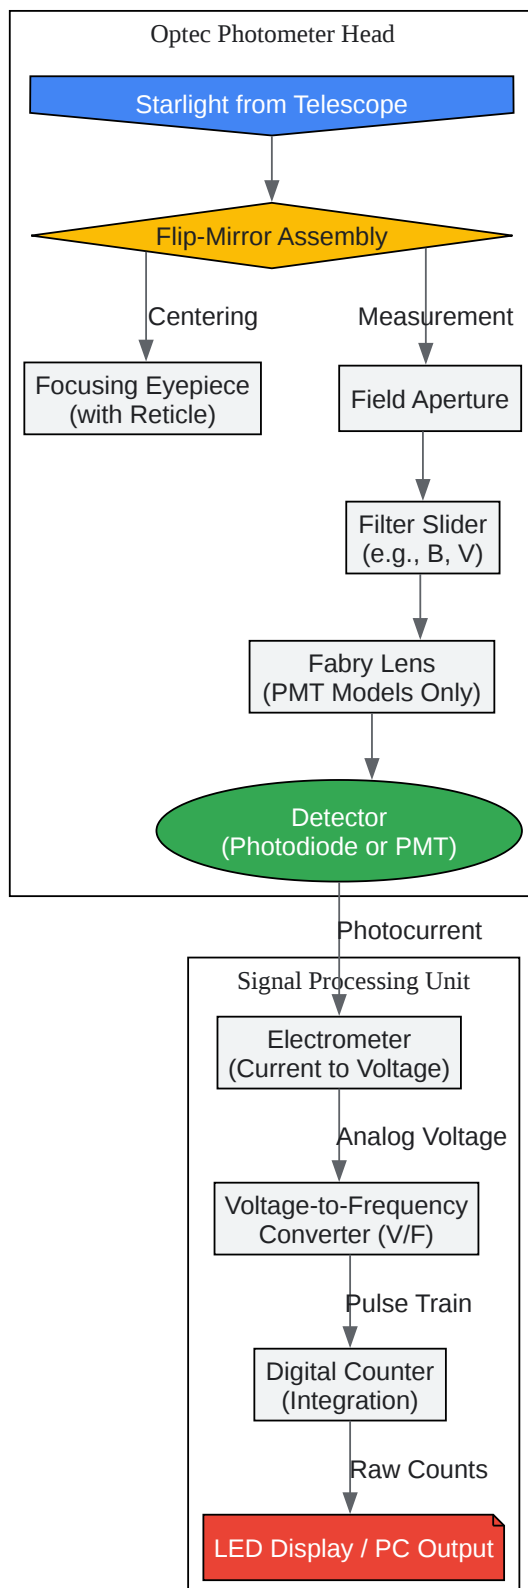 Optec Photometer Head
Starlight from Telescope
Flip-Mirror Assembly
Centering
Measurement
Focusing Eyepiece
(with Reticle)
Field Aperture
Filter Slider
(e.g., B, V)
Fabry Lens
(PMT Models Only)
Detector
(Photodiode or PMT)
Photocurrent
Signal Processing Unit
Electrometer
(Current to Voltage)
Analog Voltage
Voltage-to-Frequency
Converter (V/F)
Pulse Train
Digital Counter
(Integration)
Raw Counts
LED Display / PC Output